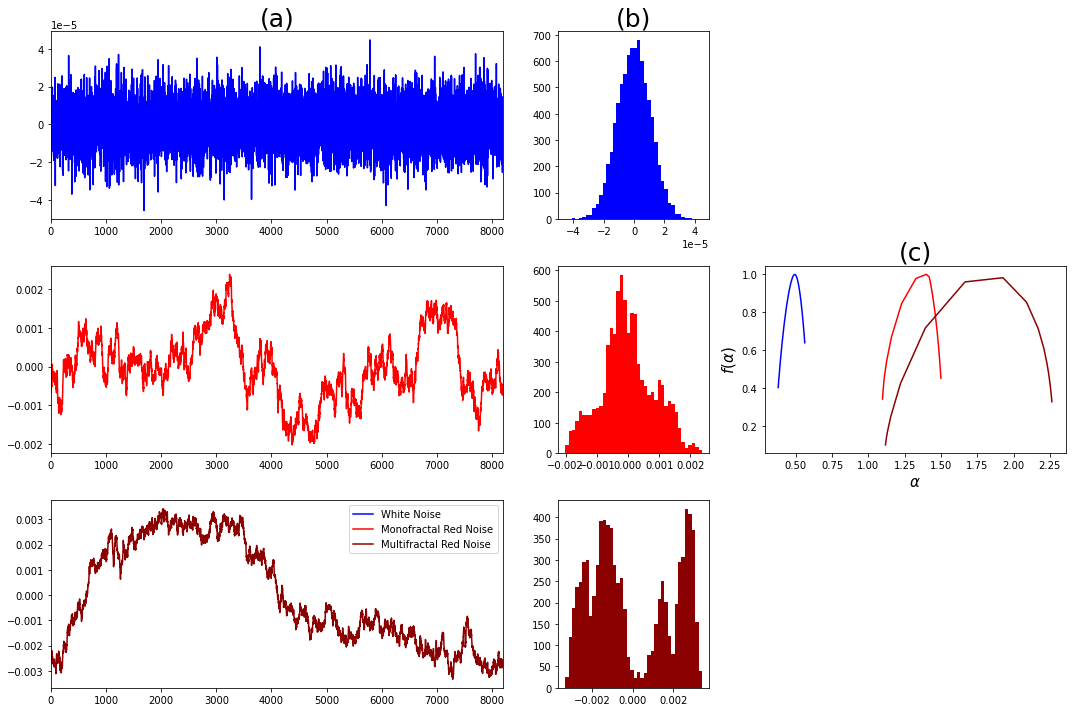 (a)
(b)
1e−5
4
2
0
−2
−4
0 1000 2000 3000 4000 5000 6000 7000 8000
700
600
500
400
300
200
100
0
−4 −2 0 2 4
1e−5
0.002
0.001
0.000
−0.001
−0.002
0 1000 2000 3000 4000 5000 6000 7000 8000
600
500
400
300
200
100
0
−0.002 −0.001 0.000 0.001 0.002
(c)
1.0
0.8
0.6
0.4
0.2
f(α)
0.50 0.75 1.00 1.25 1.50 1.75 2.00 2.25
α
0.003
0.002
0.001
0.000
−0.001
−0.002
−0.003
0 1000 2000 3000 4000 5000 6000 7000 8000
White Noise
Monofractal Red Noise
Multifractal Red Noise
400
350
300
250
200
150
100
50
0
−0.002 0.000 0.002